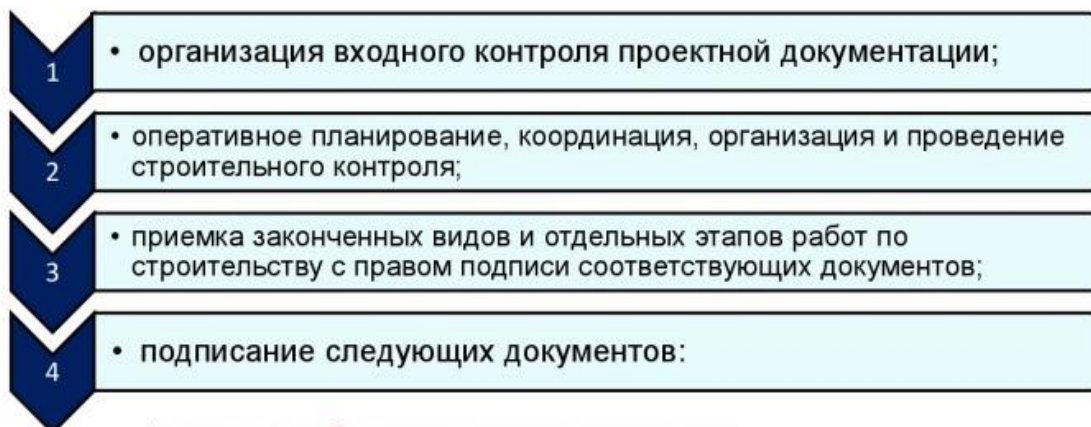 1
• организация входного контроля проектной документации;
2
• оперативное планирование, координация, организация и проведение
строительного контроля;
3
• приемка законченных видов и отдельных этапов работ по
строительству с правом подписи соответствующих документов;
4
• подписание следующих документов: